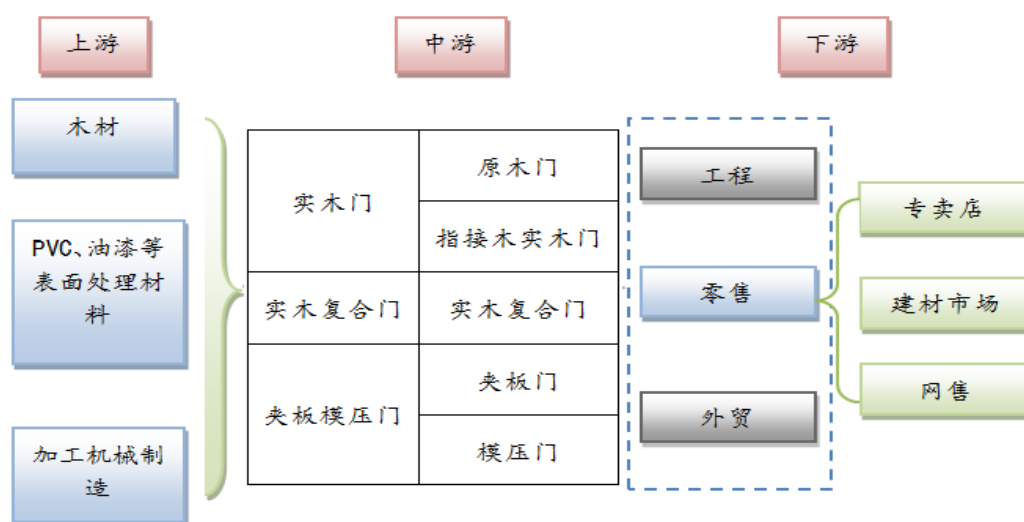 上游
中游
下游
木材
PVC、油漆等
表面处理材
料
加工机械制
造
实木门
原木门
指接木实木门
实木复合门
实木复合门
夹板模压门
夹板门
模压门
工程
零售
外贸
专卖店
建材市场
网售